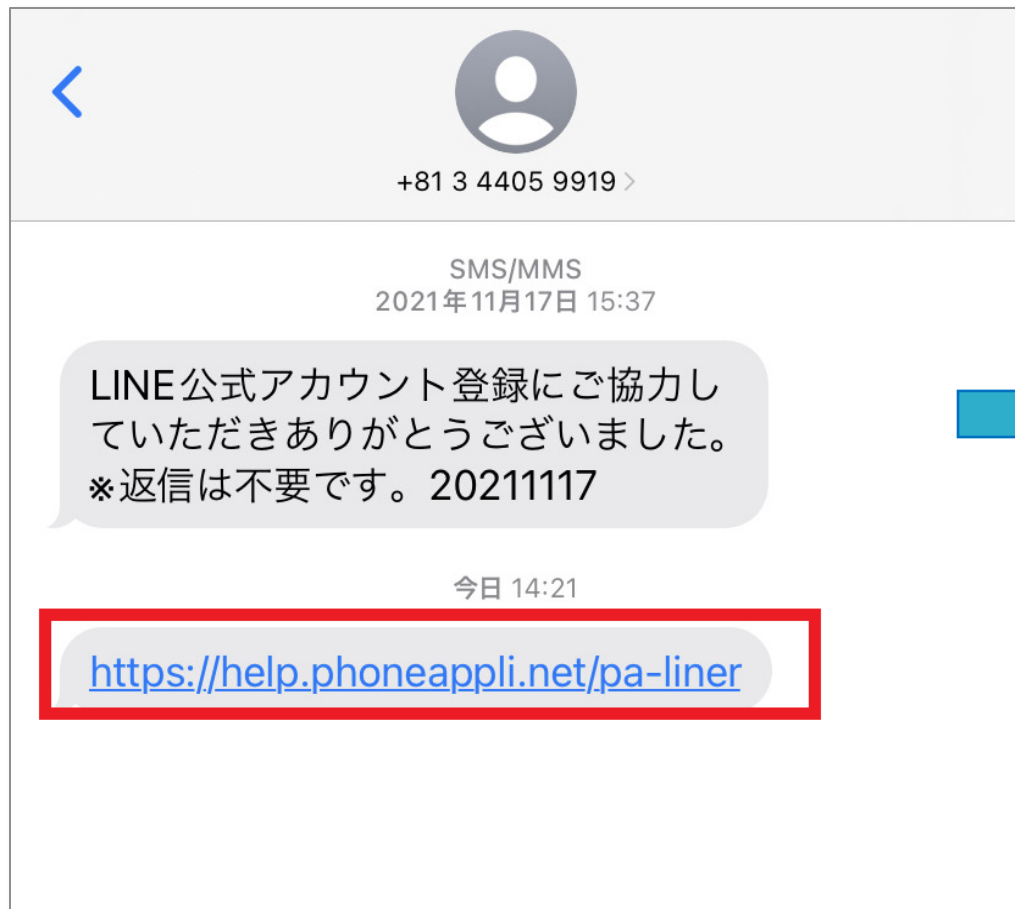 +81 3 4405 9919
SMS/MMS
2021年11月17日 15:37
LINE公式アカウント登録にご協力し
ていただきありがとうございました。
※返信は不要です。20211117
今日 14:21
https://help.phoneappli.net/pa-liner